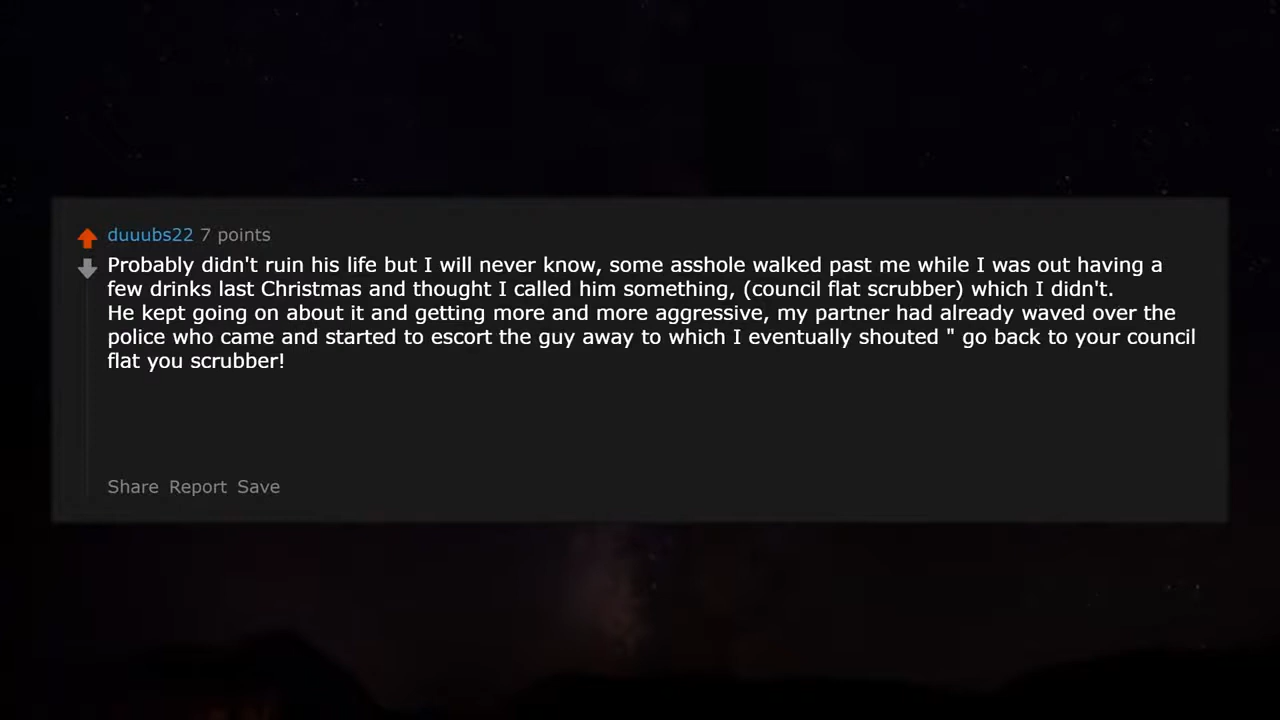 duuubs22 7 points
Probably didn't ruin his life but I will never know, some asshole walked past me while I was out having a
few drinks last Christmas and thought I called him something, (council flat scrubber) which I didn't.
He kept going on about it and getting more and more aggressive, my partner had already waved over the
police who came and started to escort the guy away to which I eventually shouted " go back to your council
flat you scrubber!
Share Report Save